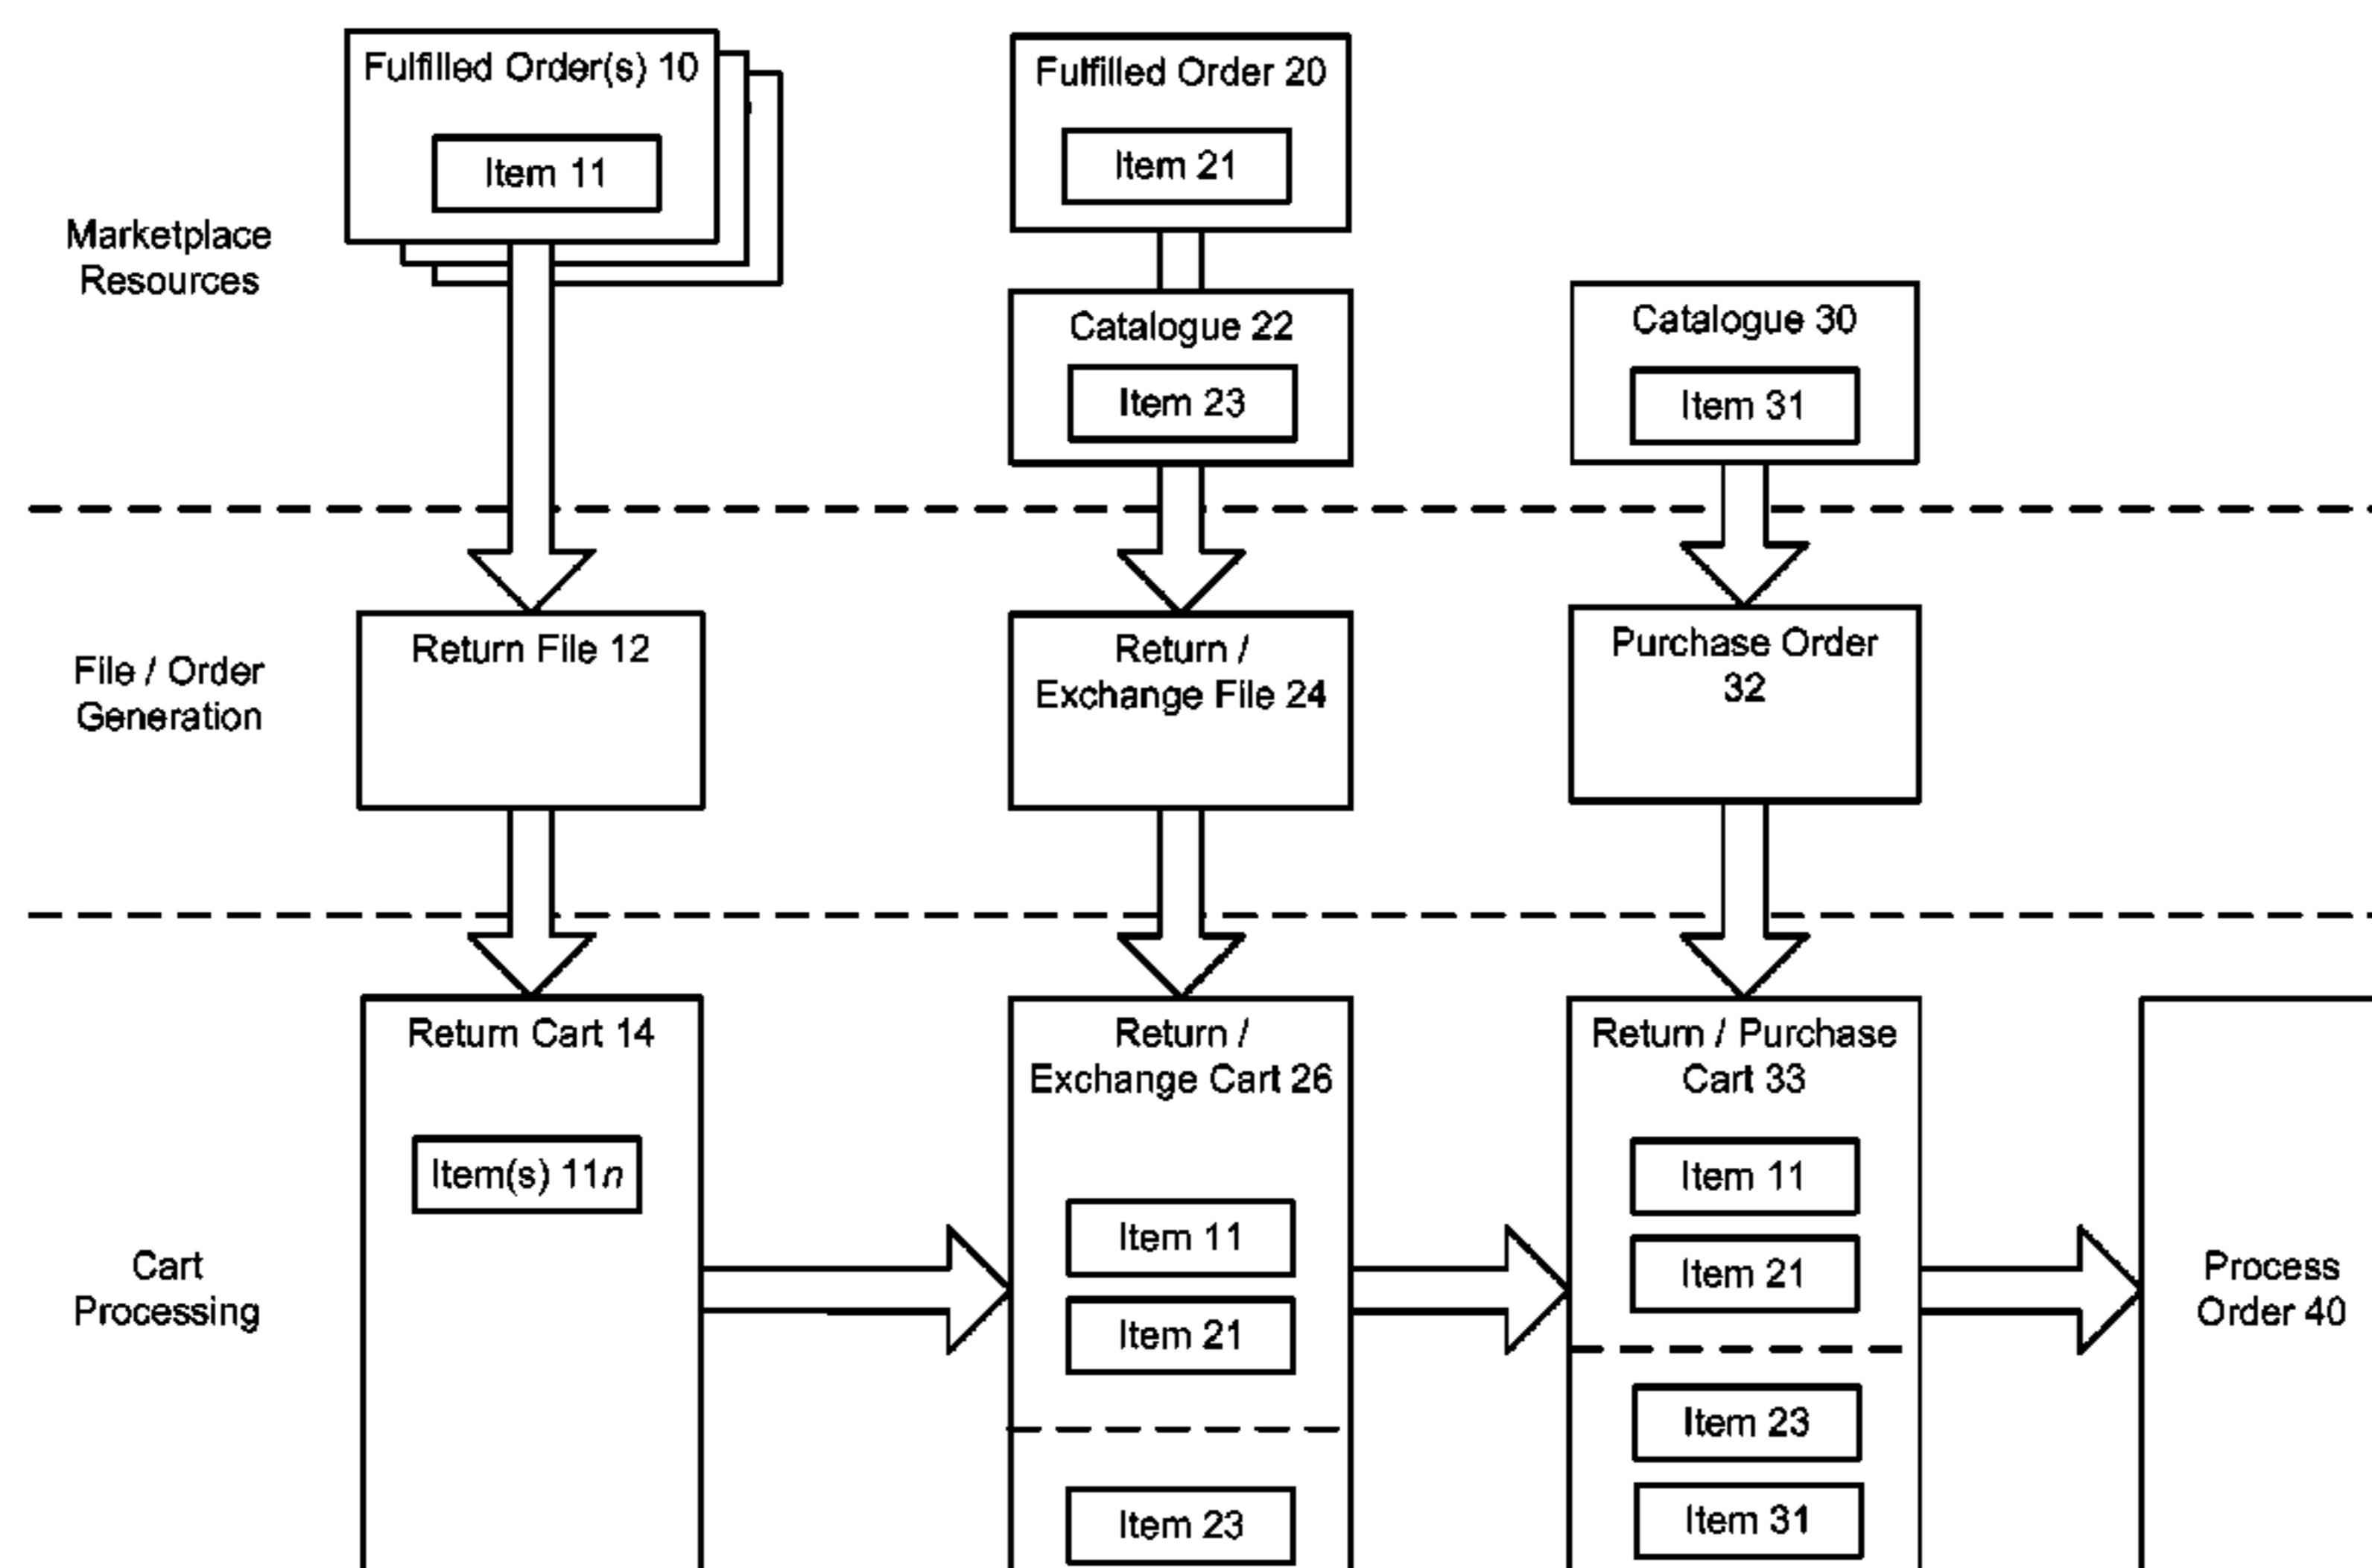 Fulfilled Order(s) 10
Item 11
Fulfilled Order 20
Item 21
Marketplace
Resources
Catalogue 22
Item 23
Catalogue 30
Item 31
File / Order
Generation
Return File 12
Return /
Exchange File 24
Purchase Order
32
Cart
Processing
Return Cart 14
Item(s) 11n
Return /
Exchange Cart 26
Item 11
Item 21
Item 23
Return / Purchase
Cart 33
Item 11
Item 21
Item 23
Item 31
Process
Order 40